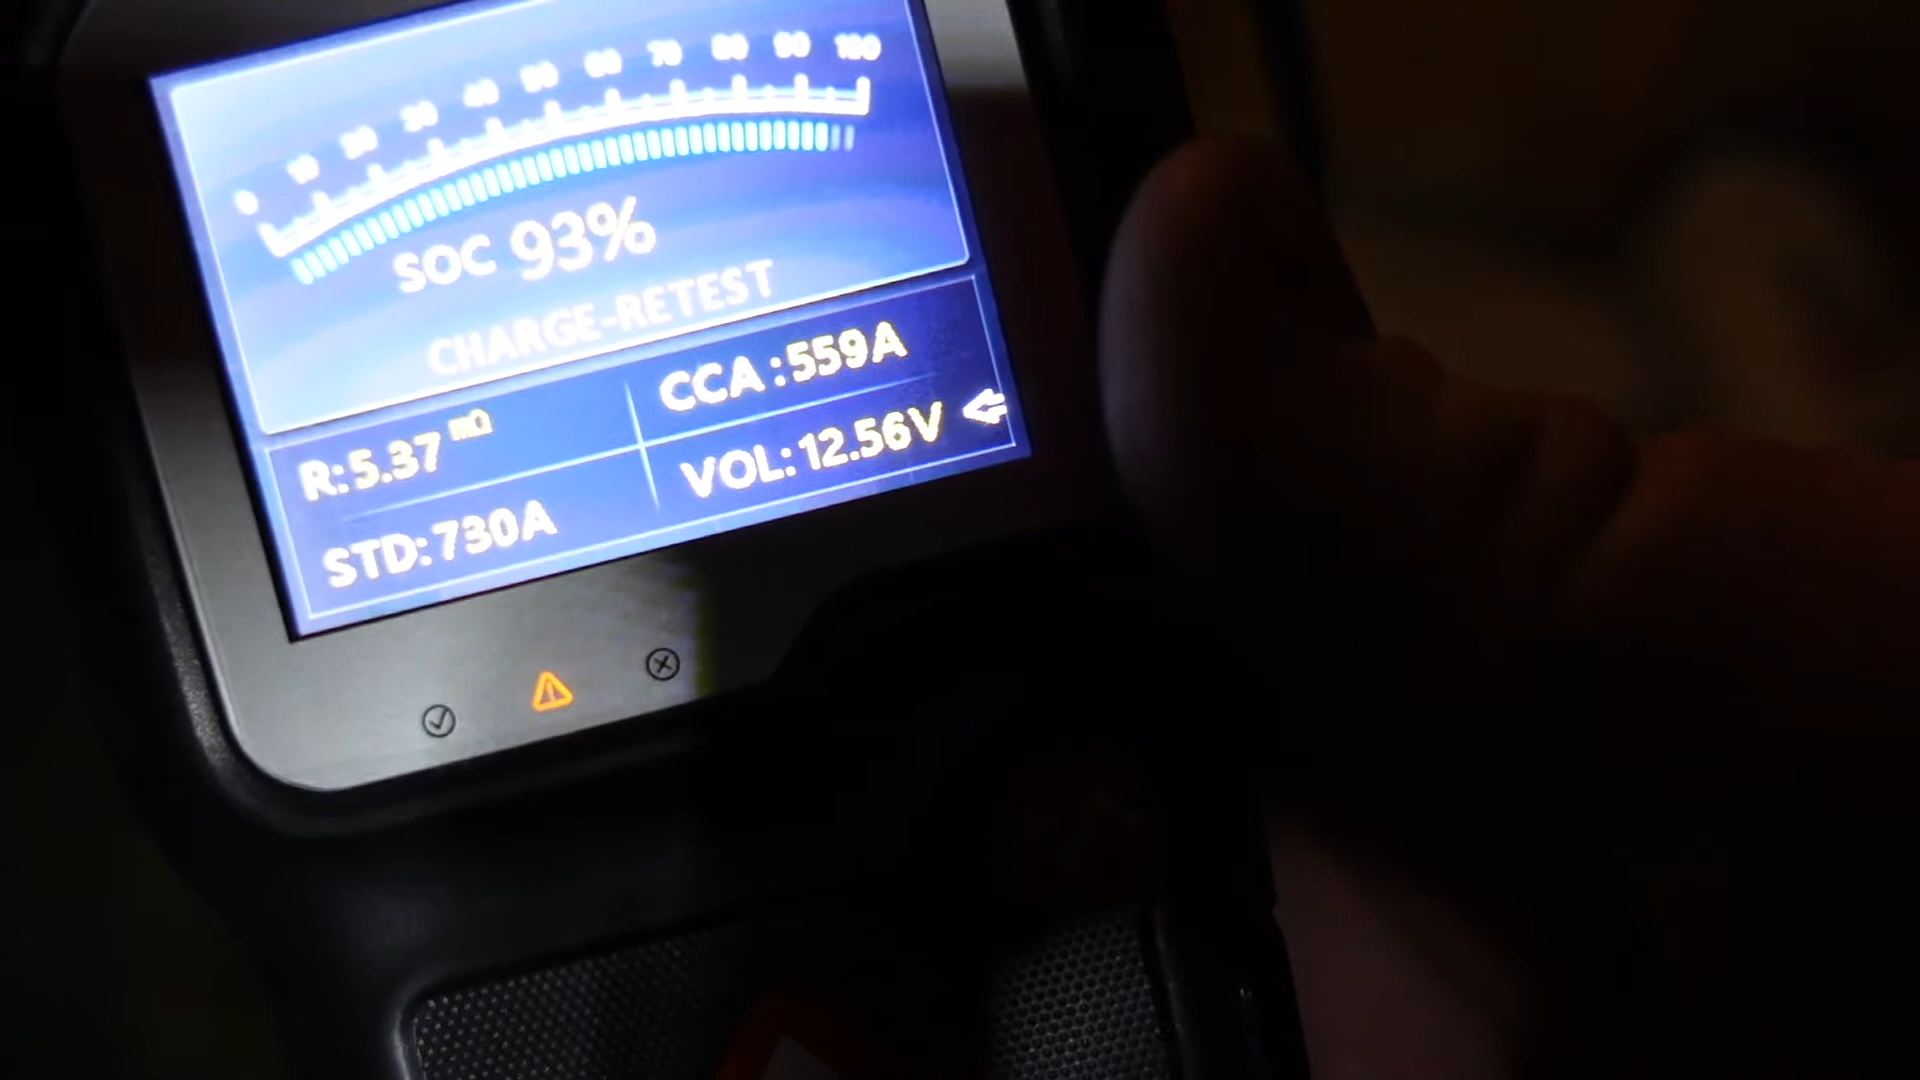 0 10 20 30 40 50 60 70 80 90 100
SOC 93%
CHARGE-RETEST
R:5.37 mΩ
CCA:559A
STD:730A
VOL:12.56V